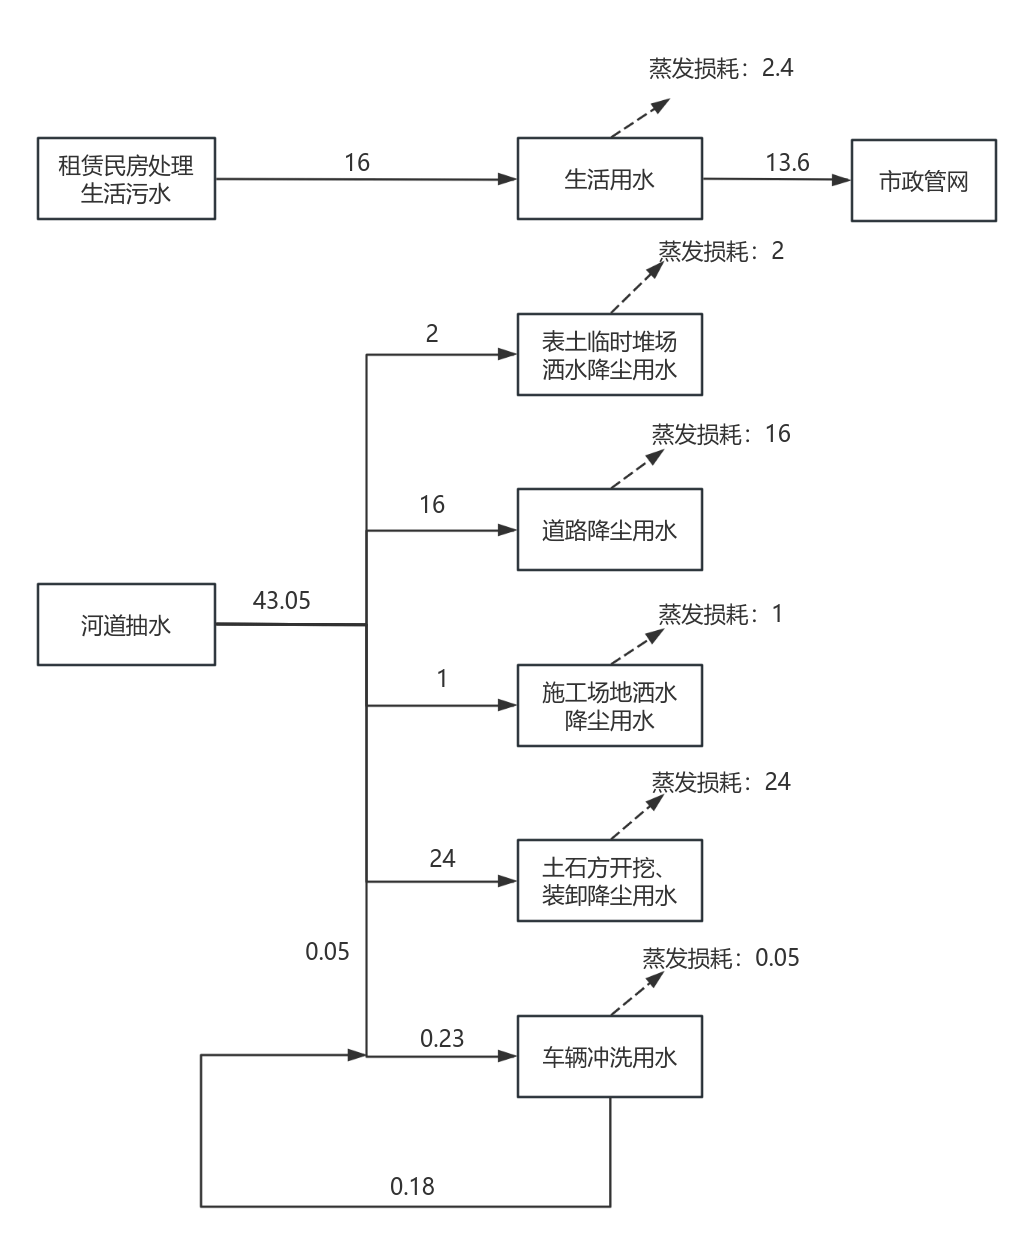 蒸发损耗：2.4
租赁民房处理
生活污水
16
生活用水
13.6
市政管网
蒸发损耗：2
2
表土临时堆场
洒水降尘用水
蒸发损耗：16
16
道路降尘用水
河道抽水
43.05
蒸发损耗：1
1
施工场地洒水
降尘用水
蒸发损耗：24
24
土石方开挖、
装卸降尘用水
0.05
蒸发损耗：0.05
0.23
车辆冲洗用水
0.18